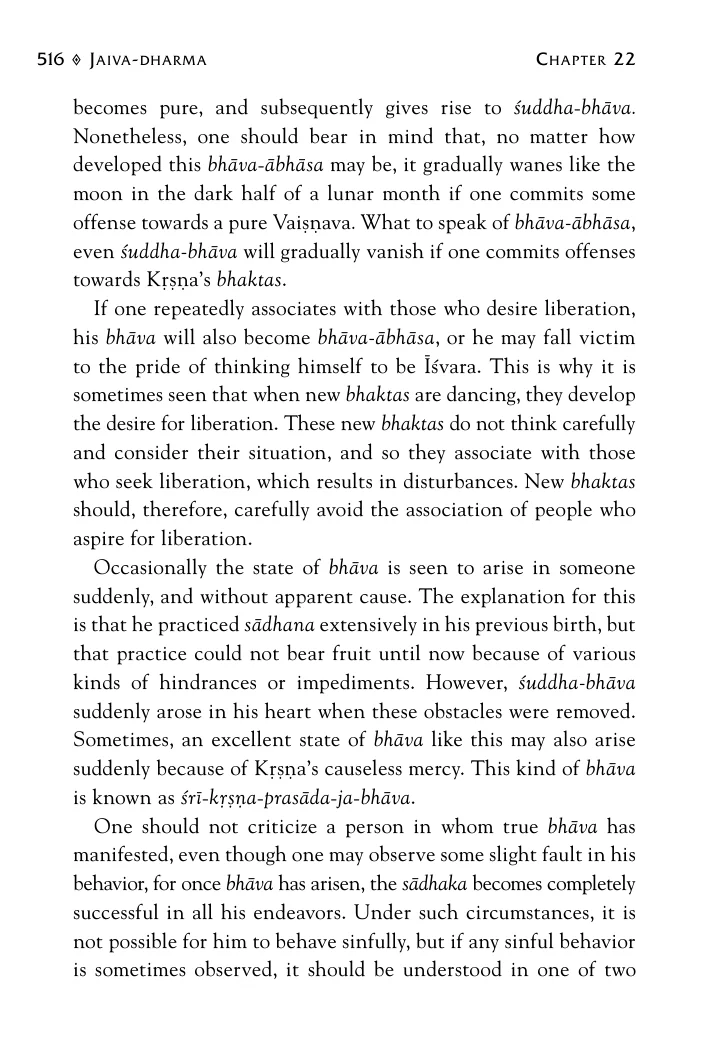 516 ◈ Jaiva-dharma Chapter 22
becomes pure, and subsequently gives rise to śuddha-bhāva.
Nonetheless, one should bear in mind that, no matter how
developed this bhāva-ābhāsa may be, it gradually wanes like the
moon in the dark half of a lunar month if one commits some
offense towards a pure Vaiṣṇava. What to speak of bhāva-ābhāsa,
even śuddha-bhāva will gradually vanish if one commits offenses
towards Kṛṣṇa’s bhaktas.
If one repeatedly associates with those who desire liberation,
his bhāva will also become bhāva-ābhāsa, or he may fall victim
to the pride of thinking himself to be Īśvara. This is why it is
sometimes seen that when new bhaktas are dancing, they develop
the desire for liberation. These new bhaktas do not think carefully
and consider their situation, and so they associate with those
who seek liberation, which results in disturbances. New bhaktas
should, therefore, carefully avoid the association of people who
aspire for liberation.
Occasionally the state of bhāva is seen to arise in someone
suddenly, and without apparent cause. The explanation for this
is that he practiced sādhana extensively in his previous birth, but
that practice could not bear fruit until now because of various
kinds of hindrances or impediments. However, śuddha-bhāva
suddenly arose in his heart when these obstacles were removed.
Sometimes, an excellent state of bhāva like this may also arise
suddenly because of Kṛṣṇa’s causeless mercy. This kind of bhāva
is known as śrī-kṛṣṇa-prasāda-ja-bhāva.
One should not criticize a person in whom true bhāva has
manifested, even though one may observe some slight fault in his
behavior, for once bhāva has arisen, the sādhaka becomes completely
successful in all his endeavors. Under such circumstances, it is
not possible for him to behave sinfully, but if any sinful behavior
is sometimes observed, it should be understood in one of two